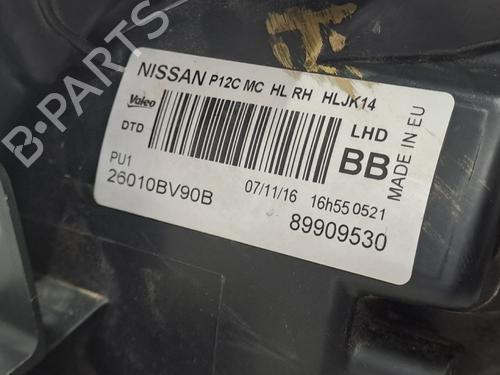 NISSAN P12C MC HL RH HLJK14
Valeo
DTD
LHD
BB
MADE IN EU
PU1
26010BV90B
07/11/16 16h55 0521
89909530
B-PARTS